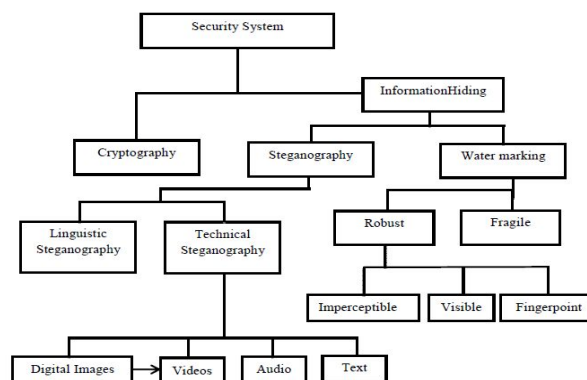 Security System
InformationHiding
Cryptography
Steganography
Water marking
Linguistic
Steganography
Technical
Steganography
Robust
Fragile
Imperceptible
Visible
Fingerpoint
Digital Images
Videos
Audio
Text